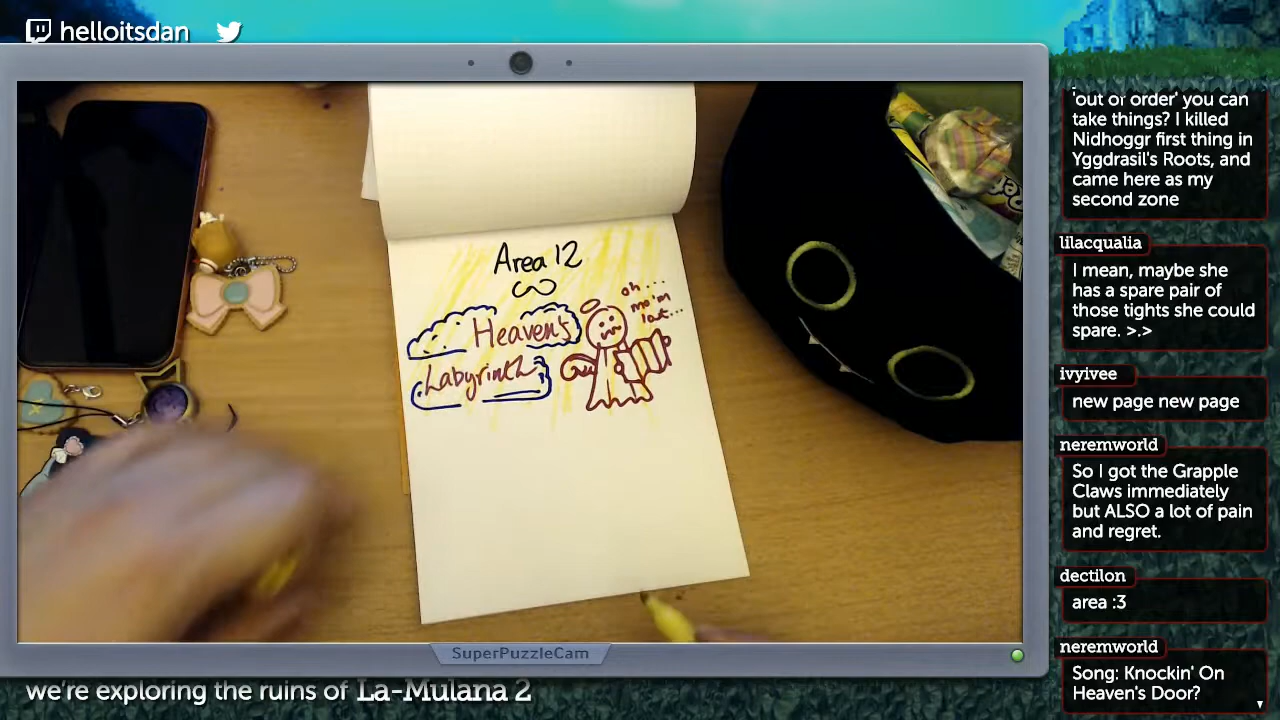 helloitsdan
Area 12
Heaven's
Labyrinth
oh...
me'm
lost...
SuperPuzzleCam
we're exploring the ruins of La-Mulana 2
'out of order' you can
take things? I killed
Nidhoggr first thing in
Yggdrasil's Roots, and
came here as my
second zone
lilacqualia
I mean, maybe she
has a spare pair of
those tights she could
spare. >.>
ivyivee
new page new page
neremworld
So I got the Grapple
Claws immediately
but ALSO a lot of pain
and regret.
dectilon
area :3
neremworld
Song: Knockin' On
Heaven's Door?